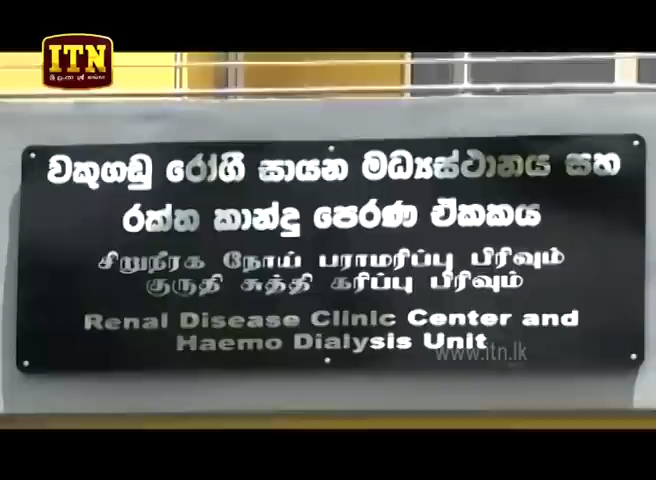 ITN
වකුගඩු රෝගී සායන මධ්‍යස්ථානය සහ
රක්ත කාන්දු පෙරණ ඒකකය
சிறுநீரக நோய் பராமரிப்பு பிரிவும்
குருதி சுத்தி கரிப்பு பிரிவும்
Renal Disease Clinic Center and
Haemo Dialysis Unit
www.itn.lk